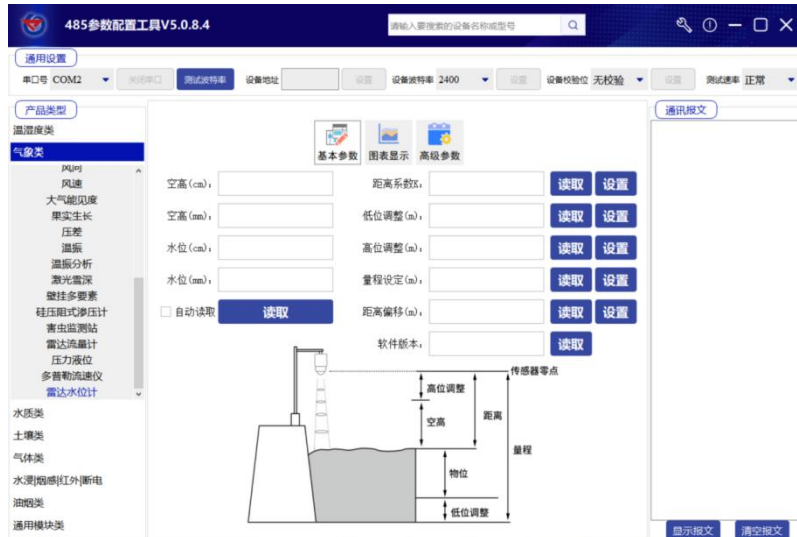 485参数配置工具V5.0.8.4
请输入要搜索的设备名称或型号
通用设置
串口号 COM2 关闭串口 测试波特率 设备地址 设置 设备波特率 2400 设置 设备校验位 无校验 设置 测试速率 正常
产品类型
温湿度类
气象类
风向
风速
大气能见度
果实生长
压差
温振
温振分析
激光雪深
壁挂多要素
硅压阻式渗压计
害虫监测站
雷达流量计
压力液位
多普勒流速仪
雷达水位计
水质类
土壤类
气体类
水浸|烟感|红外|断电
油烟类
通用模块类
基本参数 图表显示 高级参数
空高(cm): 距离系数K: 读取 设置
空高(mm): 低位调整(m): 读取 设置
水位(cm): 高位调整(m): 读取 设置
水位(mm): 量程设定(m): 读取 设置
自动读取 读取 距离偏移(m): 读取 设置
软件版本: 读取
传感器零点
高位调整
空高
距离
量程
物位
低位调整
通讯报文
显示报文 清空报文